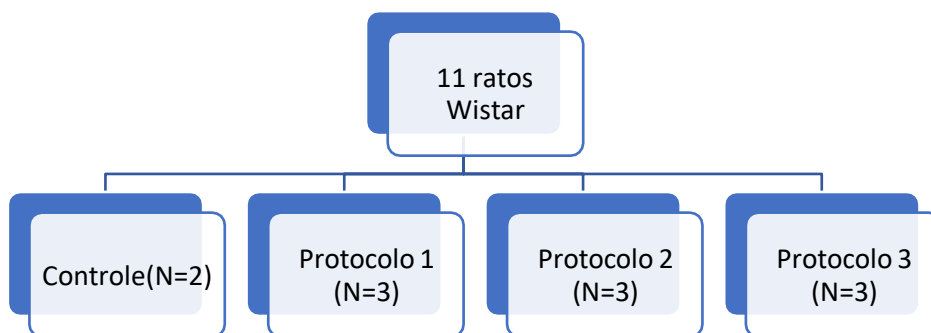 11 ratos
Wistar
Controle(N=2)
Protocolo 1
(N=3)
Protocolo 2
(N=3)
Protocolo 3
(N=3)